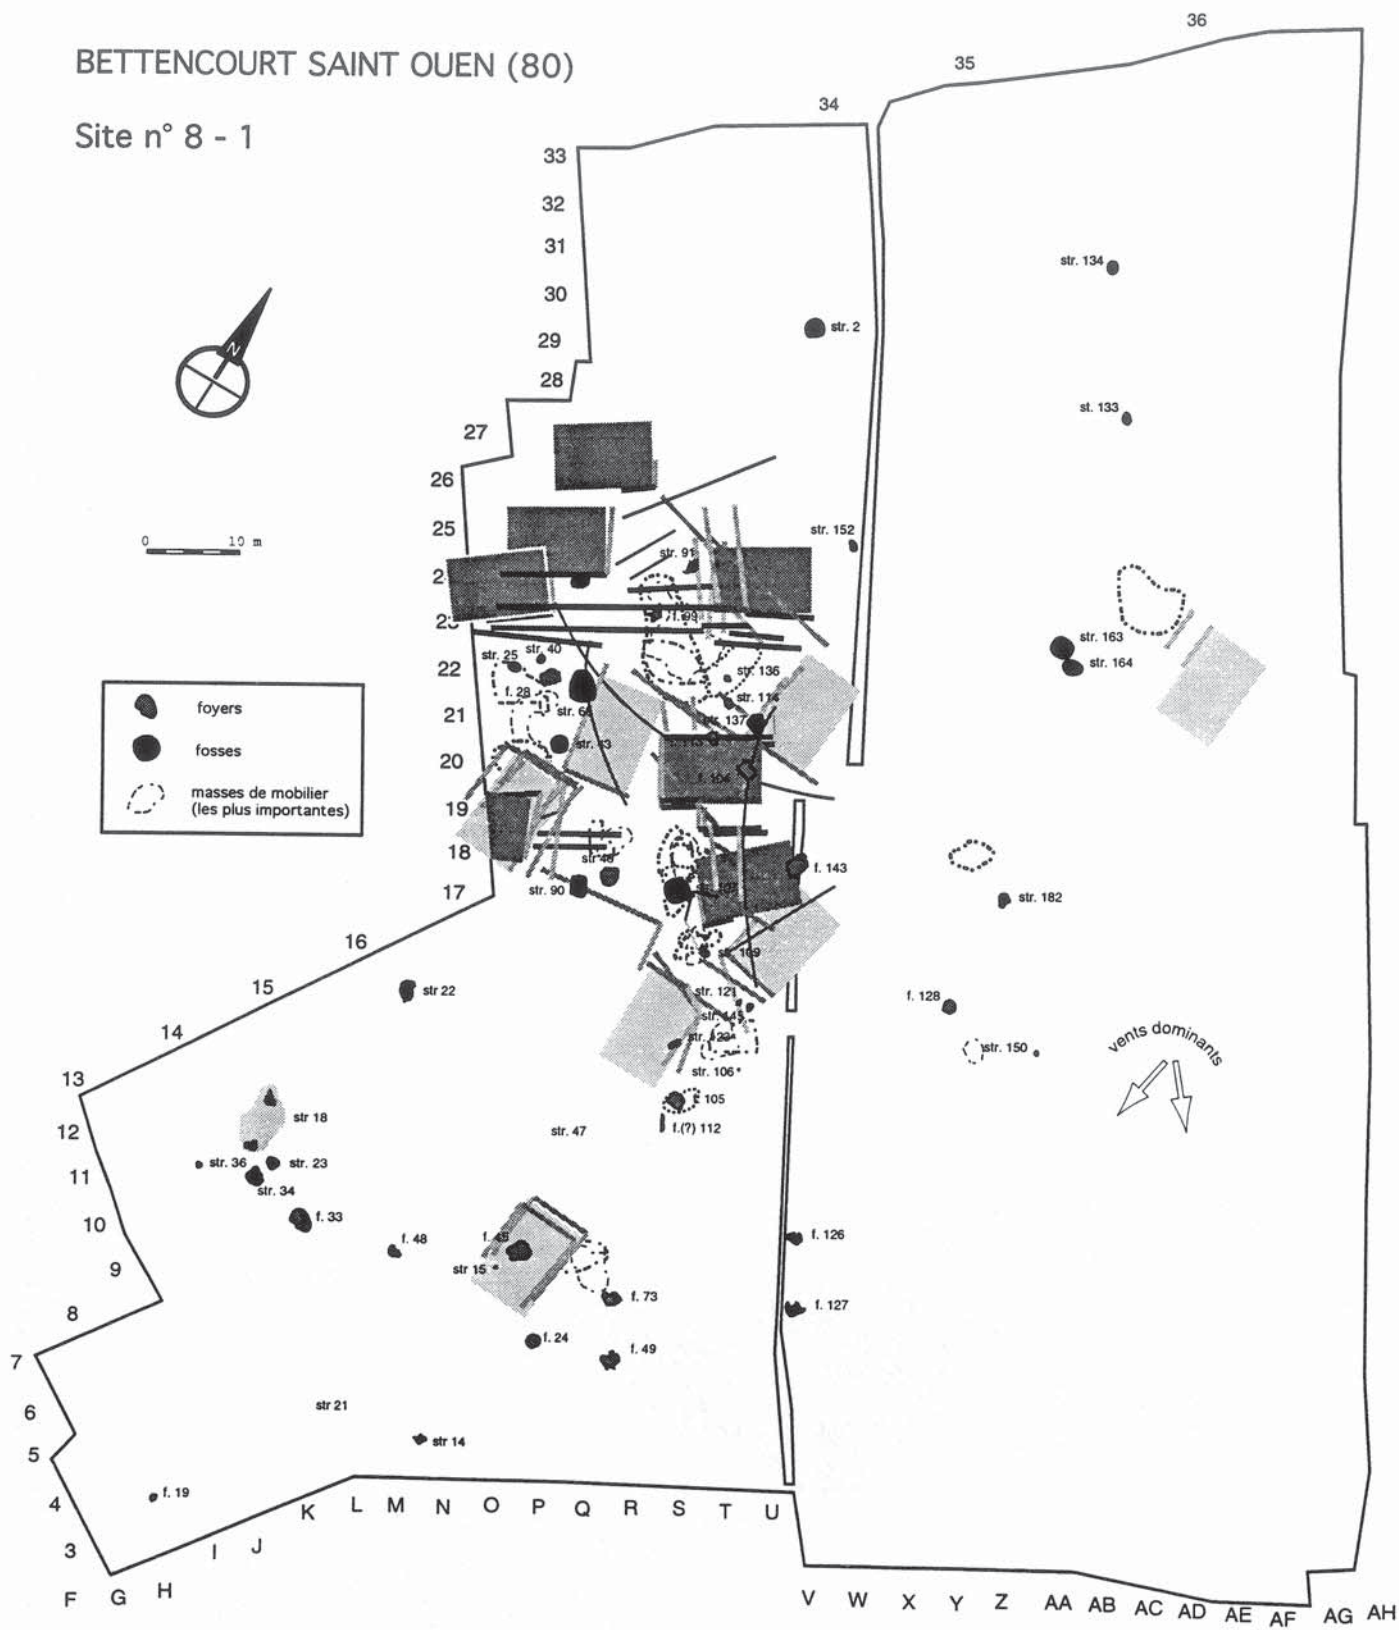 BETTENCOURT SAINT OUEN (80)
Site n° 8 - 1
36
35
34
33
32
31
30
29
28
27
26
25
22
21
20
19
18
17
16
15
14
13
12
11
10
9
8
7
6
5
4
3
N
0 10 m
foyers
fosses
masses de mobilier
(les plus importantes)
str. 134
str. 2
st. 133
str. 152
str. 91
f. 99
str. 163
str. 164
str. 40
str. 25
str. 136
f. 28
str. 114
str. 137
f. 143
str. 90
str. 182
str. 109
str 22
str. 121
f. 128
str. 150
vents dominants
str. 106
105
f.(?) 112
str. 47
str 18
str. 36
str. 23
str. 34
f. 33
f. 48
str 15
f. 126
f. 73
f. 127
f. 24
f. 49
str 21
str 14
f. 19
F G H I J K L M N O P Q R S T U V W X Y Z AA AB AC AD AE AF AG AH